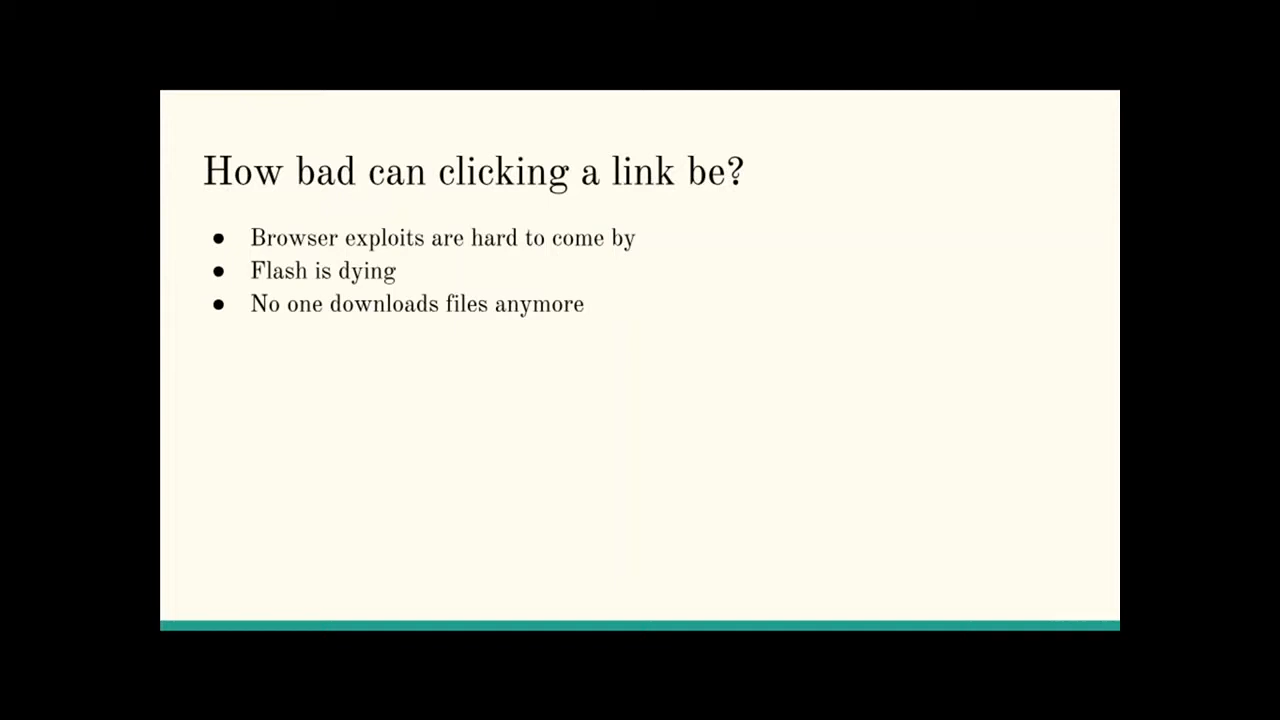 How bad can clicking a link be?
● Browser exploits are hard to come by
● Flash is dying
● No one downloads files anymore